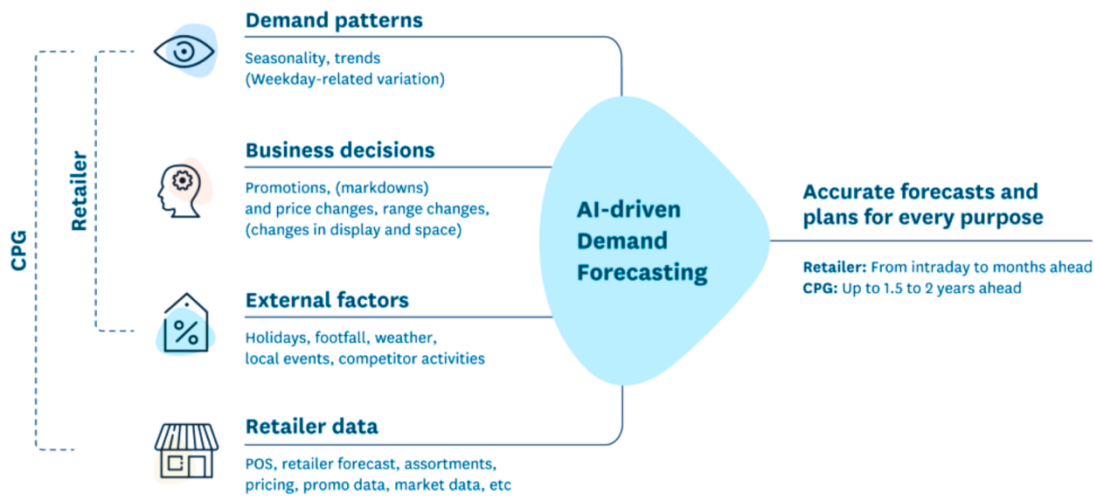 CPG
Retailer
Demand patterns
Seasonality, trends
(Weekday-related variation)
Business decisions
Promotions, (markdowns)
and price changes, range changes,
(changes in display and space)
External factors
%
Holidays, footfall, weather,
local events, competitor activities
Retailer data
POS, retailer forecast, assortments,
pricing, promo data, market data, etc
AI-driven
Demand
Forecasting
Accurate forecasts and
plans for every purpose
Retailer: From intraday to months ahead
CPG: Up to 1.5 to 2 years ahead